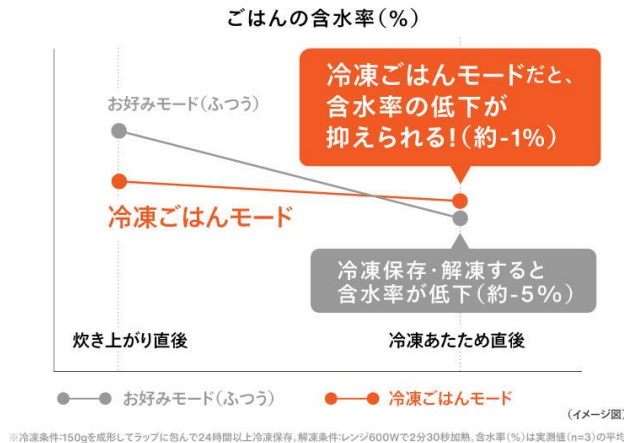 ごはんの含水率(%)
お好みモード(ふつう)
冷凍ごはんモードだと、
含水率の低下が
抑えられる!(約-1%)
冷凍ごはんモード
冷凍保存・解凍すると
含水率が低下(約-5%)
炊き上がり直後
冷凍あたため直後
お好みモード(ふつう)
冷凍ごはんモード
(イメージ図)
※冷凍条件:150gを成形してラップに包んで24時間以上冷凍保存。解凍条件:レンジ600Wで2分30秒加熱。含水率(%)は実測値(n=3)の平均